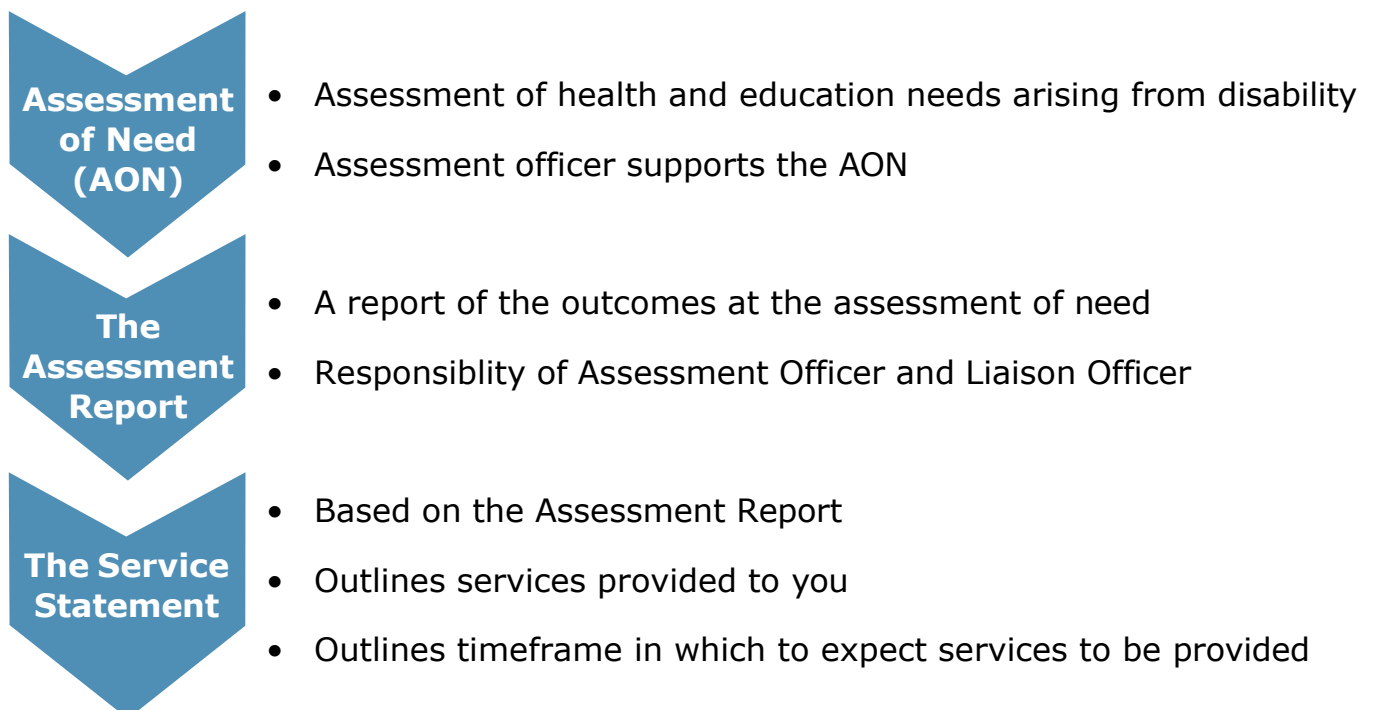 Assessment
of Need
(AON)
• Assessment of health and education needs arising from disability
• Assessment officer supports the AON
The
Assessment
Report
• A report of the outcomes at the assessment of need
• Responsiblity of Assessment Officer and Liaison Officer
The Service
Statement
• Based on the Assessment Report
• Outlines services provided to you
• Outlines timeframe in which to expect services to be provided